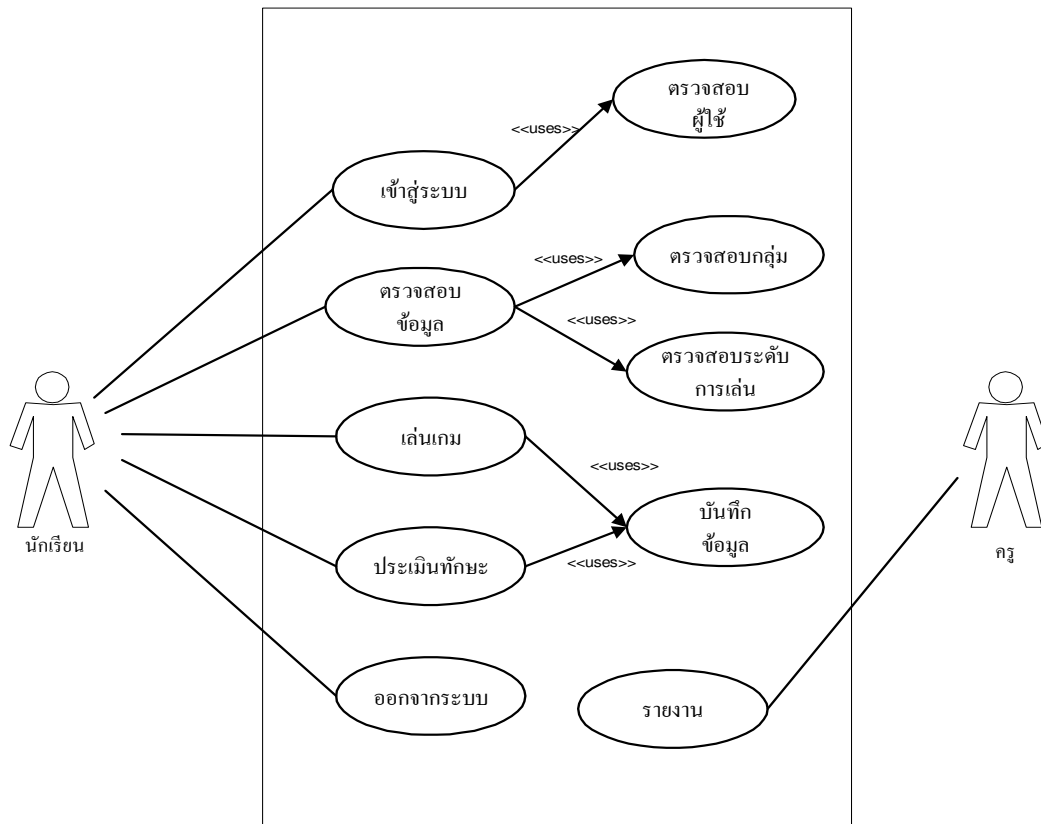 ตรวจสอบ
ผู้ใช้
<<uses>>
เข้าสู่ระบบ
<<uses>>
ตรวจสอบกลุ่ม
ตรวจสอบ
ข้อมูล
<<uses>>
ตรวจสอบระดับ
การเล่น
เล่นเกม
<<uses>>
บันทึก
ข้อมูล
นักเรียน
ประเมินทักษะ
<<uses>>
ครู
ออกจากระบบ
รายงาน